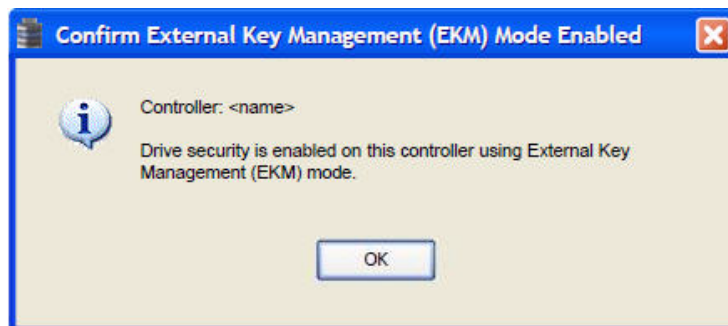 Confirm External Key Management (EKM) Mode Enabled
Controller: <name>
Drive security is enabled on this controller using External Key
Management (EKM) mode.
OK